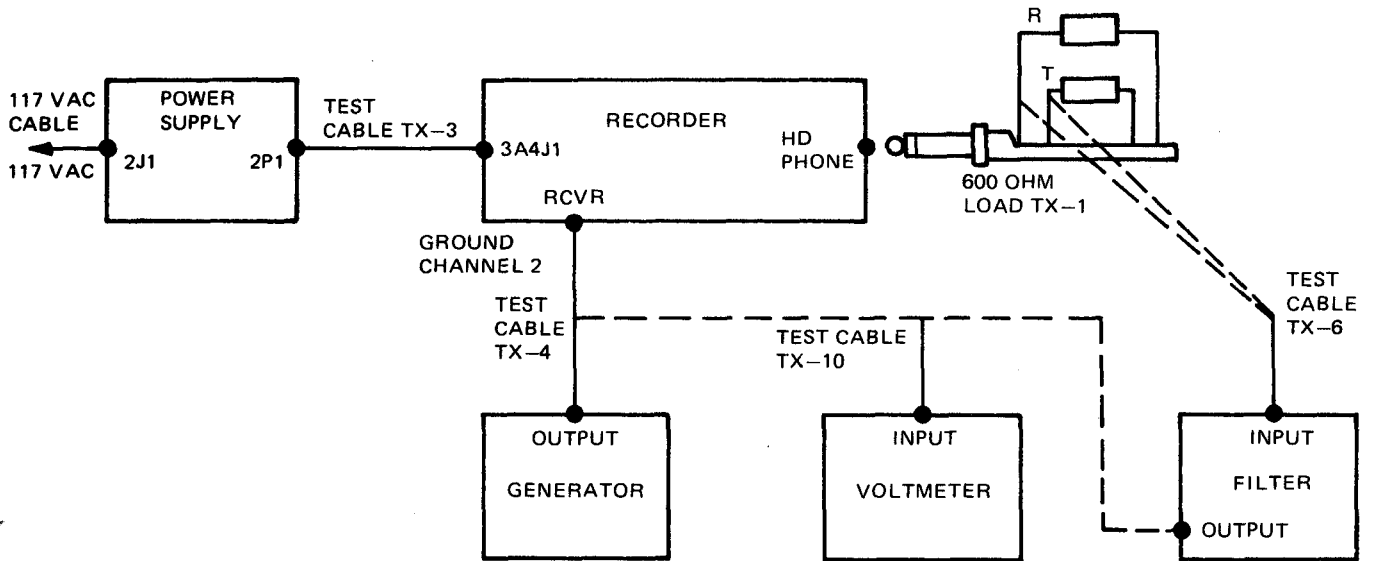 117 VAC
CABLE
117 VAC
POWER
SUPPLY
2J1
2P1
TEST
CABLE TX-3
RECORDER
3A4J1
HD
PHONE
RCVR
R
T
600 OHM
LOAD TX-1
GROUND
CHANNEL 2
TEST
CABLE
TX-4
TEST CABLE
TX-10
TEST
CABLE
TX-6
OUTPUT
GENERATOR
INPUT
VOLTMETER
INPUT
FILTER
OUTPUT